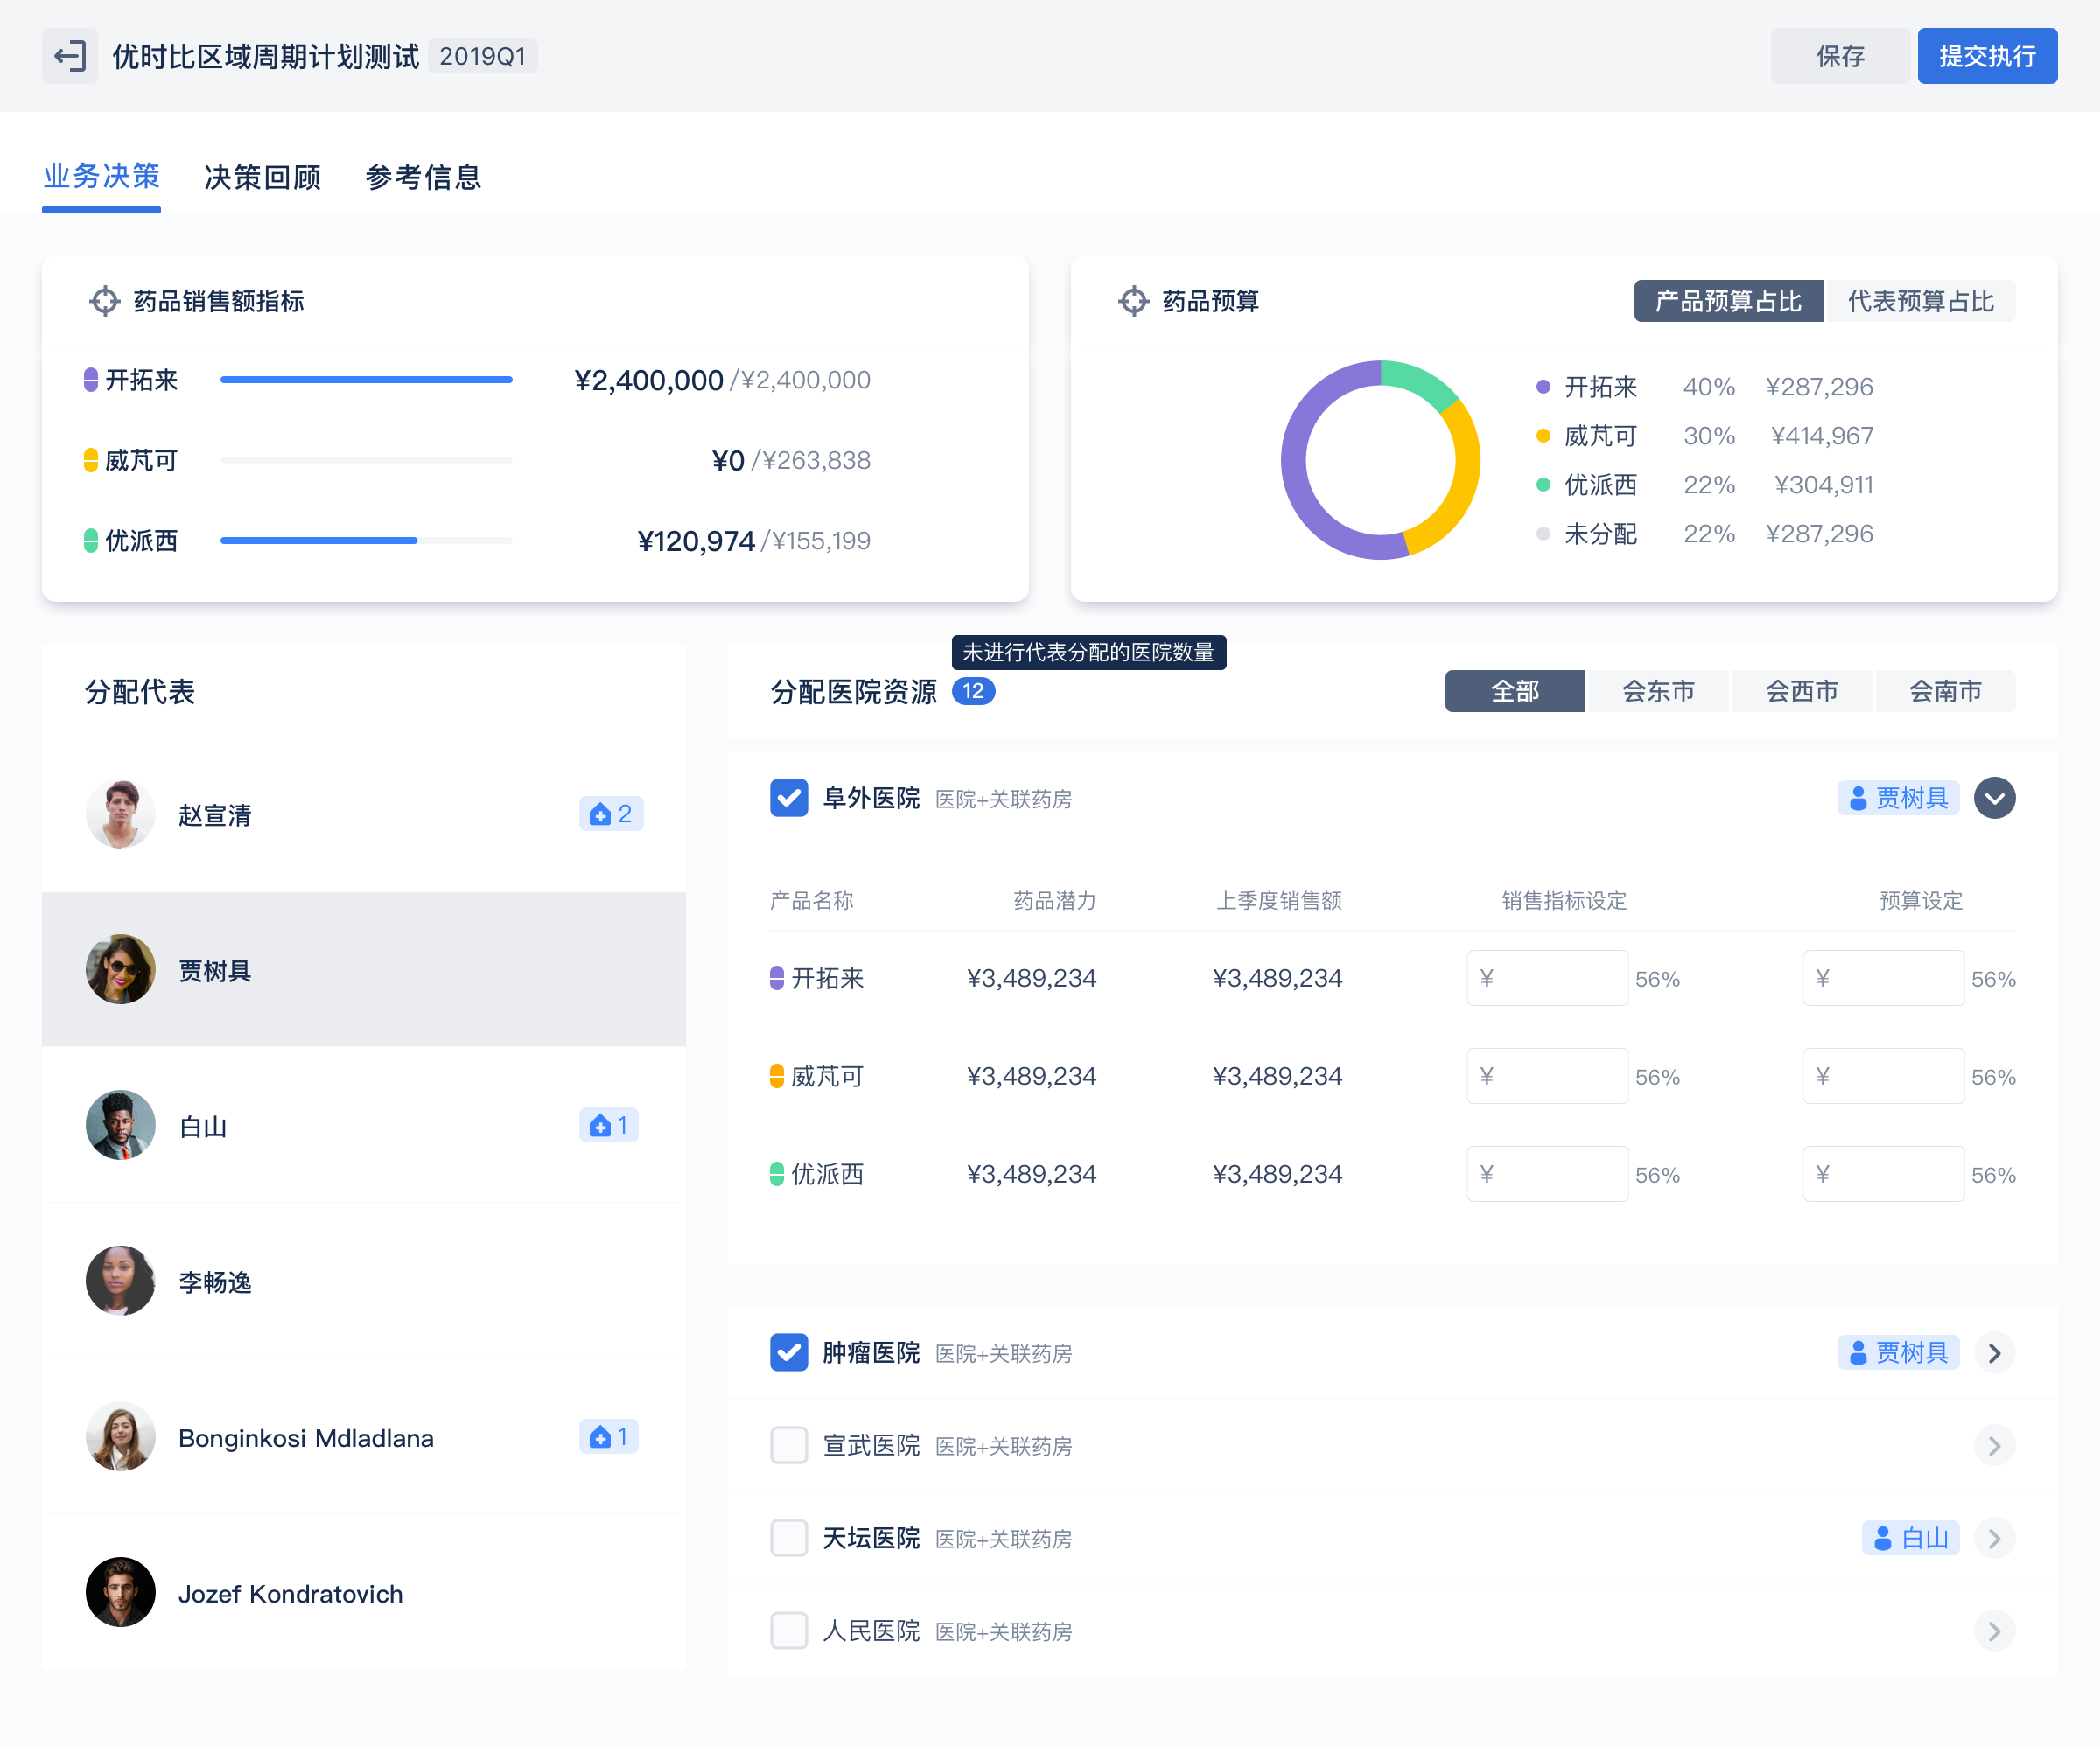 优时比区域周期计划测试 2019Q1 保存 提交执行
业务决策 决策回顾 参考信息
药品销售额指标
开拓来 ¥2,400,000 /¥2,400,000
威芃可 ¥0 /¥263,838
优派西 ¥120,974 /¥155,199
药品预算 产品预算占比 代表预算占比
开拓来 40% ¥287,296
威芃可 30% ¥414,967
优派西 22% ¥304,911
未分配 22% ¥287,296
分配代表
赵宣清 2
贾树具
白山 1
李畅逸
Bonginkosi Mdladlana 1
Jozef Kondratovich
未进行代表分配的医院数量
分配医院资源 12 全部 会东市 会西市 会南市
阜外医院 医院+关联药房 贾树具
产品名称 药品潜力 上季度销售额 销售指标设定 预算设定
开拓来 ¥3,489,234 ¥3,489,234 ¥ 56% ¥ 56%
威芃可 ¥3,489,234 ¥3,489,234 ¥ 56% ¥ 56%
优派西 ¥3,489,234 ¥3,489,234 ¥ 56% ¥ 56%
肿瘤医院 医院+关联药房 贾树具
宣武医院 医院+关联药房
天坛医院 医院+关联药房 白山
人民医院 医院+关联药房